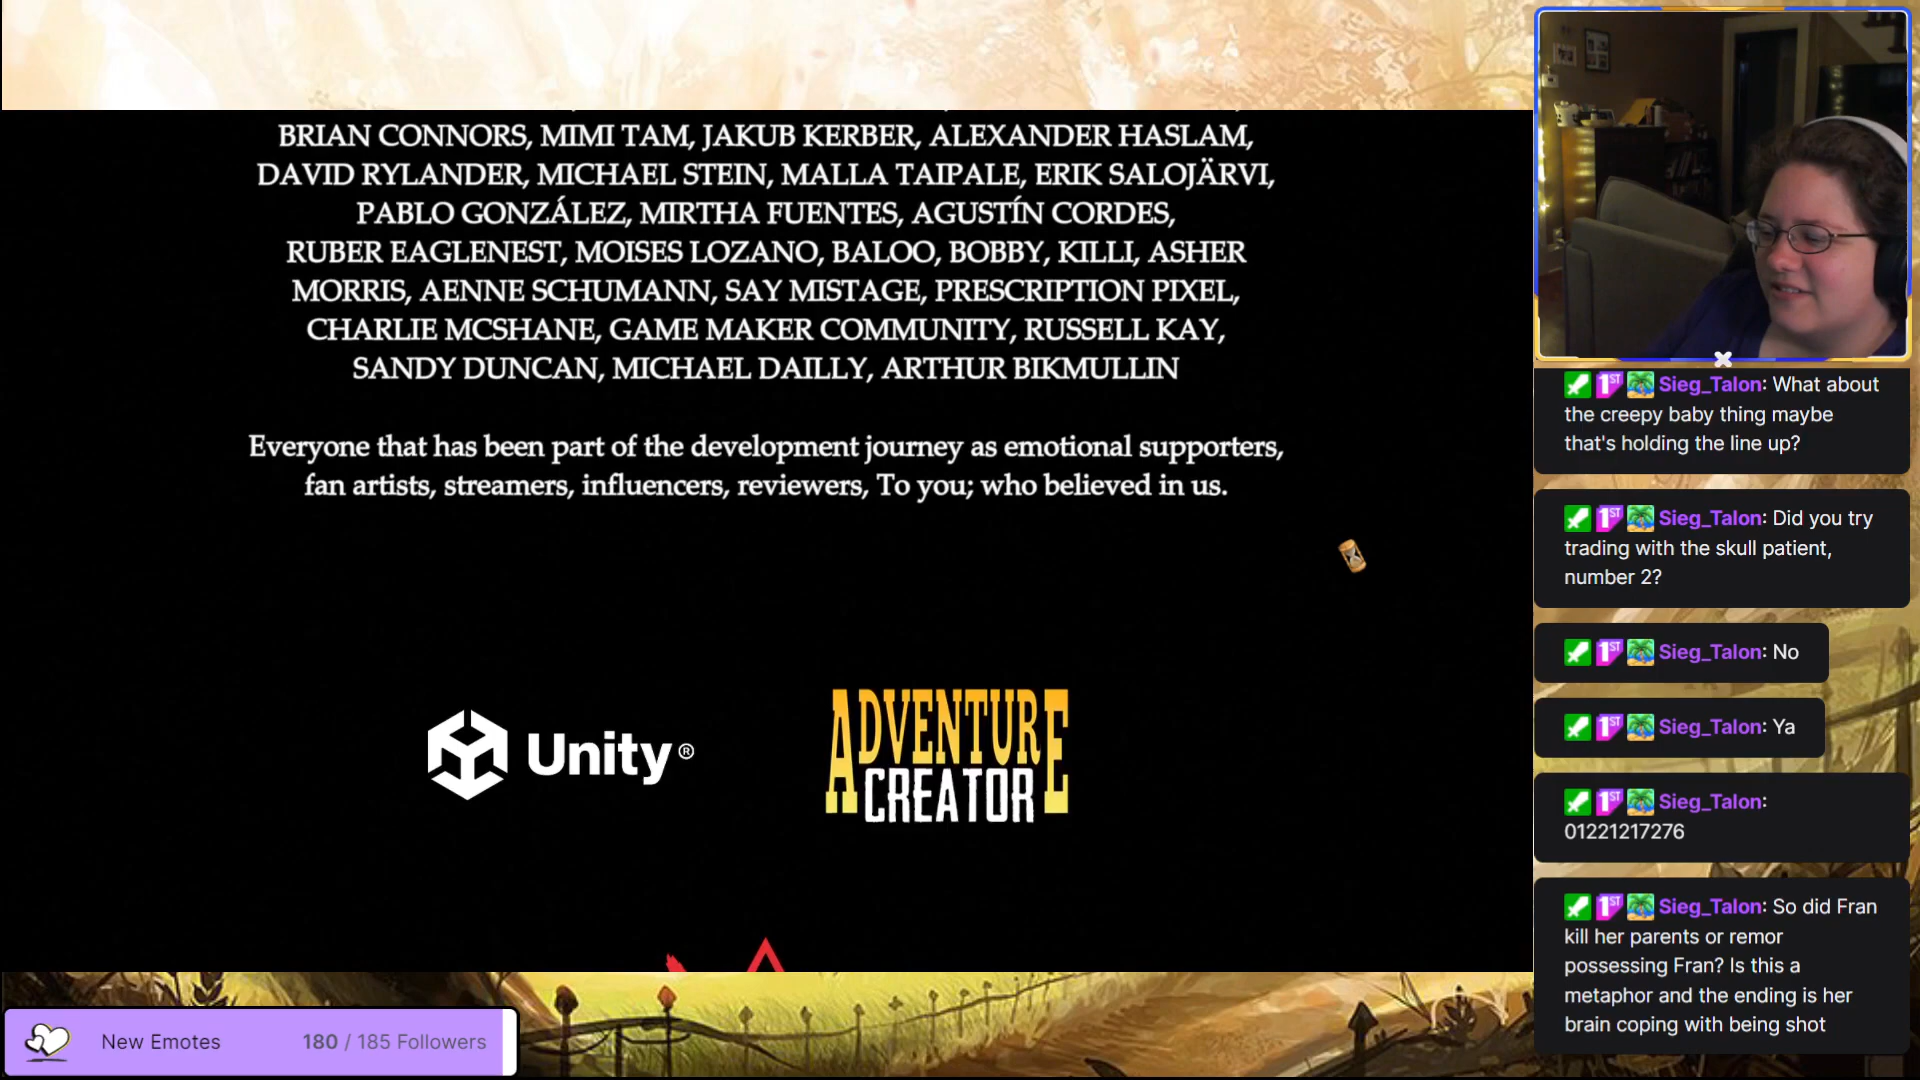 BRIAN CONNORS, MIMI TAM, JAKUB KERBER, ALEXANDER HASLAM,
DAVID RYLANDER, MICHAEL STEIN, MALLA TAIPALE, ERIK SALOJÄRVI,
PABLO GONZÁLEZ, MIRTHA FUENTES, AGUSTÍN CORDES,
RUBER EAGLENEST, MOISES LOZANO, BALOO, BOBBY, KILLI, ASHER
MORRIS, AENNE SCHUMANN, SAY MISTAGE, PRESCRIPTION PIXEL,
CHARLIE MCSHANE, GAME MAKER COMMUNITY, RUSSELL KAY,
SANDY DUNCAN, MICHAEL DAILLY, ARTHUR BIKMULLIN
Everyone that has been part of the development journey as emotional supporters,
fan artists, streamers, influencers, reviewers, To you; who believed in us.
Unity®
ADVENTURE
CREATOR
New Emotes 180 / 185 Followers
1ST Sieg_Talon: What about
the creepy baby thing maybe
that's holding the line up?
1ST Sieg_Talon: Did you try
trading with the skull patient,
number 2?
1ST Sieg_Talon: No
1ST Sieg_Talon: Ya
1ST Sieg_Talon:
01221217276
1ST Sieg_Talon: So did Fran
kill her parents or remor
possessing Fran? Is this a
metaphor and the ending is her
brain coping with being shot